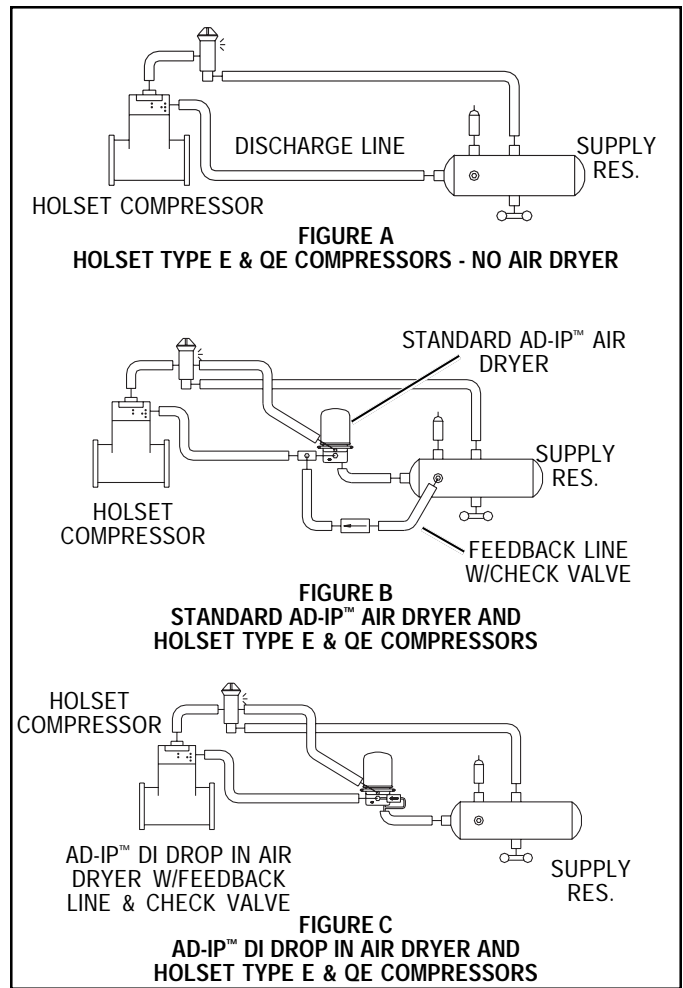 DISCHARGE LINE
SUPPLY
RES.
HOLSET COMPRESSOR
FIGURE A
HOLSET TYPE E & QE COMPRESSORS - NO AIR DRYER
STANDARD AD-IP™ AIR
DRYER
SUPPLY
RES.
HOLSET
COMPRESSOR
FEEDBACK LINE
W/CHECK VALVE
FIGURE B
STANDARD AD-IP™ AIR DRYER AND
HOLSET TYPE E & QE COMPRESSORS
HOLSET
COMPRESSOR
AD-IP™ DI DROP IN AIR
DRYER W/FEEDBACK
LINE & CHECK VALVE
SUPPLY
RES.
FIGURE C
AD-IP™ DI DROP IN AIR DRYER AND
HOLSET TYPE E & QE COMPRESSORS